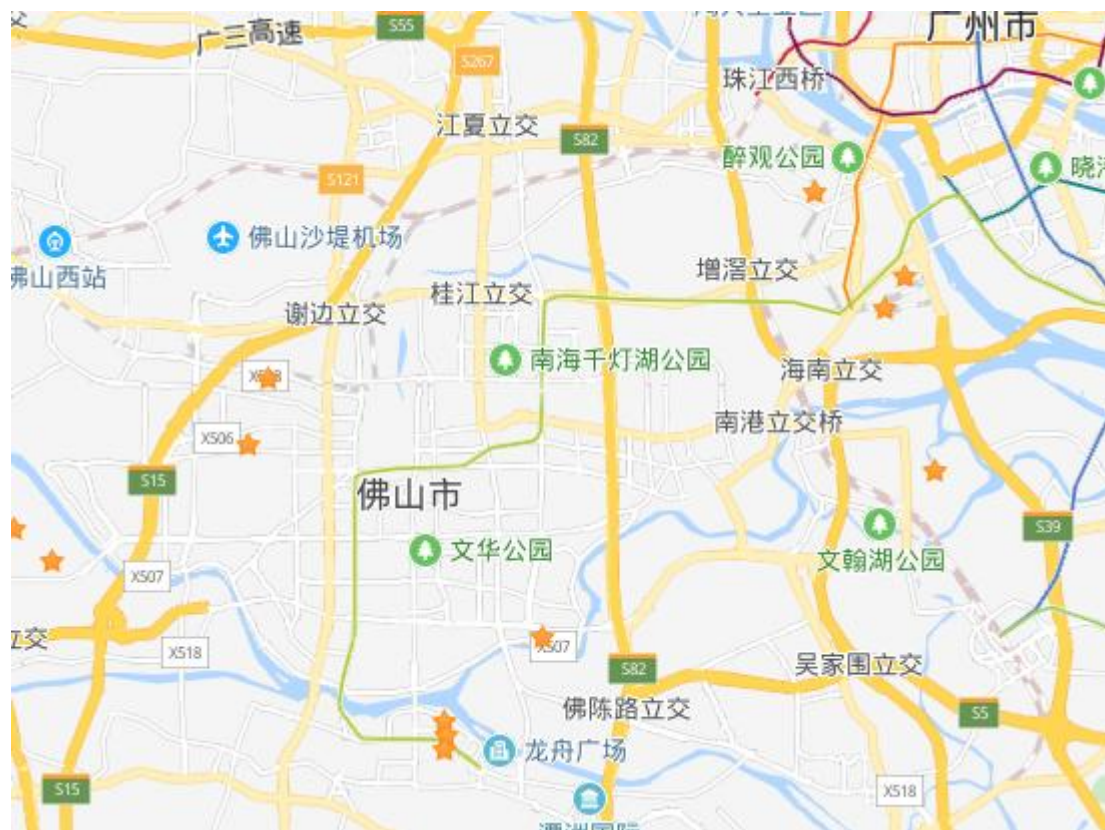 S55
广三高速
广州市
S267
珠江西桥
江夏立交
S82
醉观公园
S121
佛山沙堤机场
佛山西站
增滘立交
桂江立交
谢边立交
南海千灯湖公园
海南立交
南港立交桥
X506
S15
佛山市
S39
文华公园
文翰湖公园
X507
立交
X507
X518
吴家围立交
S82
佛陈路立交
S5
龙舟广场
S15
X518